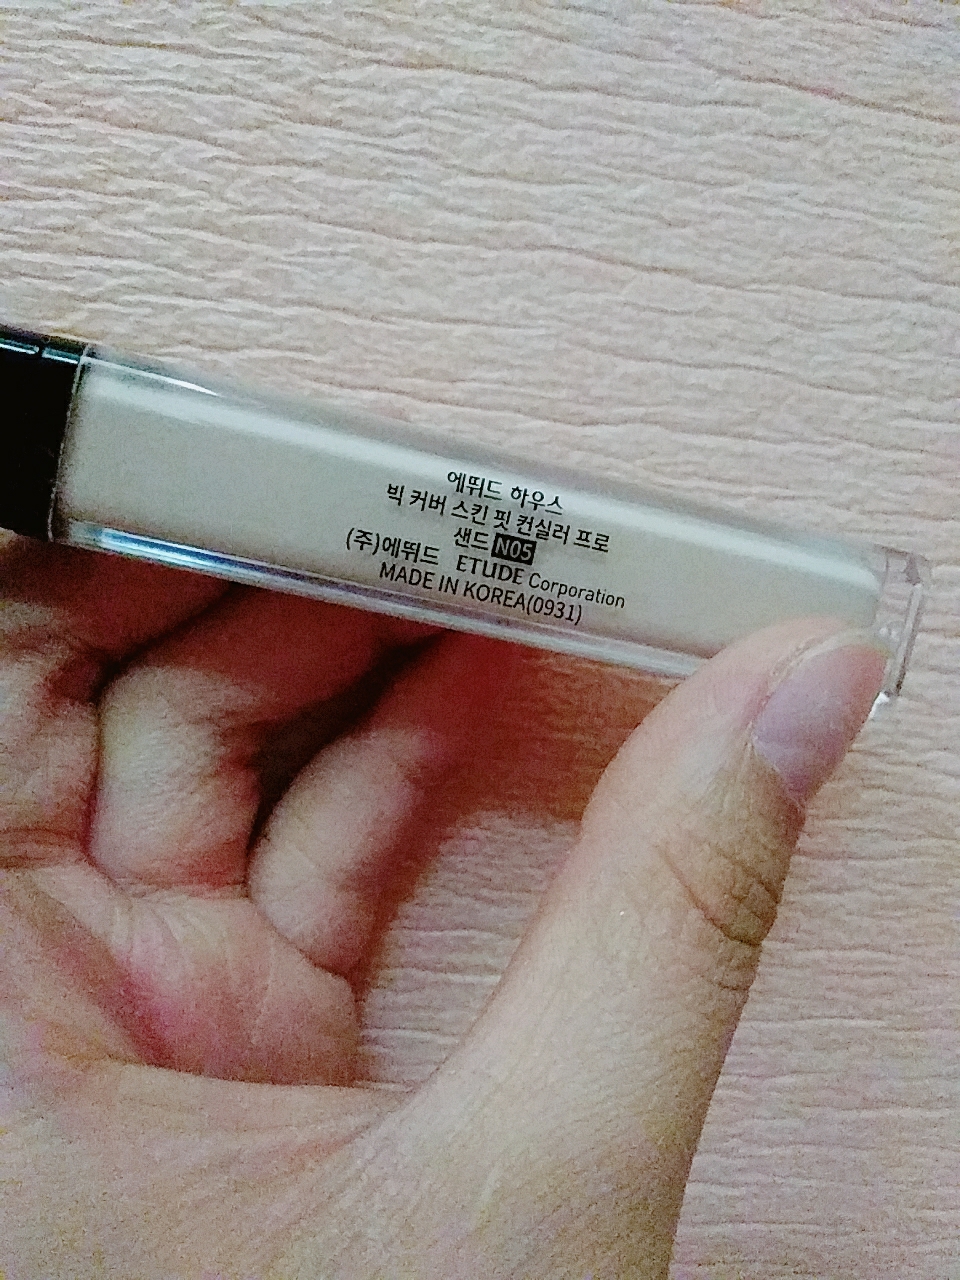 에뛰드 하우스
빅 커버 스킨 핏 컨실러 프로
샌드 N05
(주)에뛰드 ETUDE Corporation
MADE IN KOREA(0931)